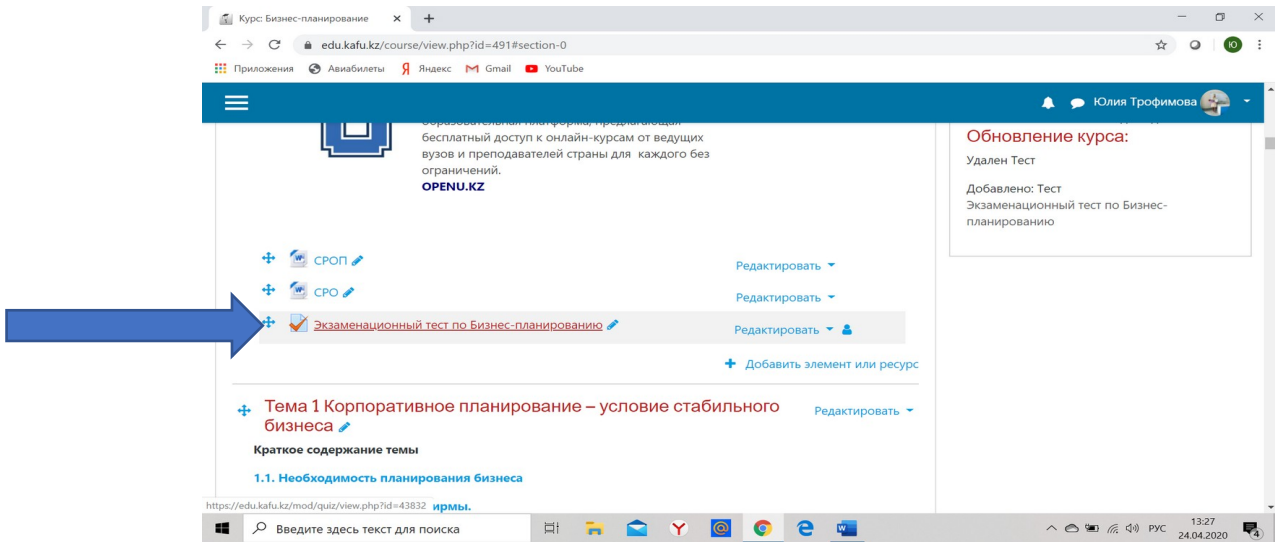 Курс: Бизнес-планирование
edu.kafu.kz/course/view.php?id=491#section-0
Ю
Приложения Авиабилеты Яндекс Gmail YouTube
Юлия Трофимова
Образовательная платформа, предлагающая
бесплатный доступ к онлайн-курсам от ведущих
вузов и преподавателей страны для каждого без
ограничений.
OPENU.KZ
Обновление курса:
Удален Тест
Добавлено: Тест
Экзаменационный тест по Бизнес-
планированию
СРОП
Редактировать
СРО
Редактировать
Экзаменационный тест по Бизнес-планированию
Редактировать
Добавить элемент или ресурс
Тема 1 Корпоративное планирование – условие стабильного
бизнеса
Редактировать
Краткое содержание темы
1.1. Необходимость планирования бизнеса
https://edu.kafu.kz/mod/quiz/view.php?id=43832 ирмы.
Введите здесь текст для поиска
РУС
13:27
24.04.2020
4